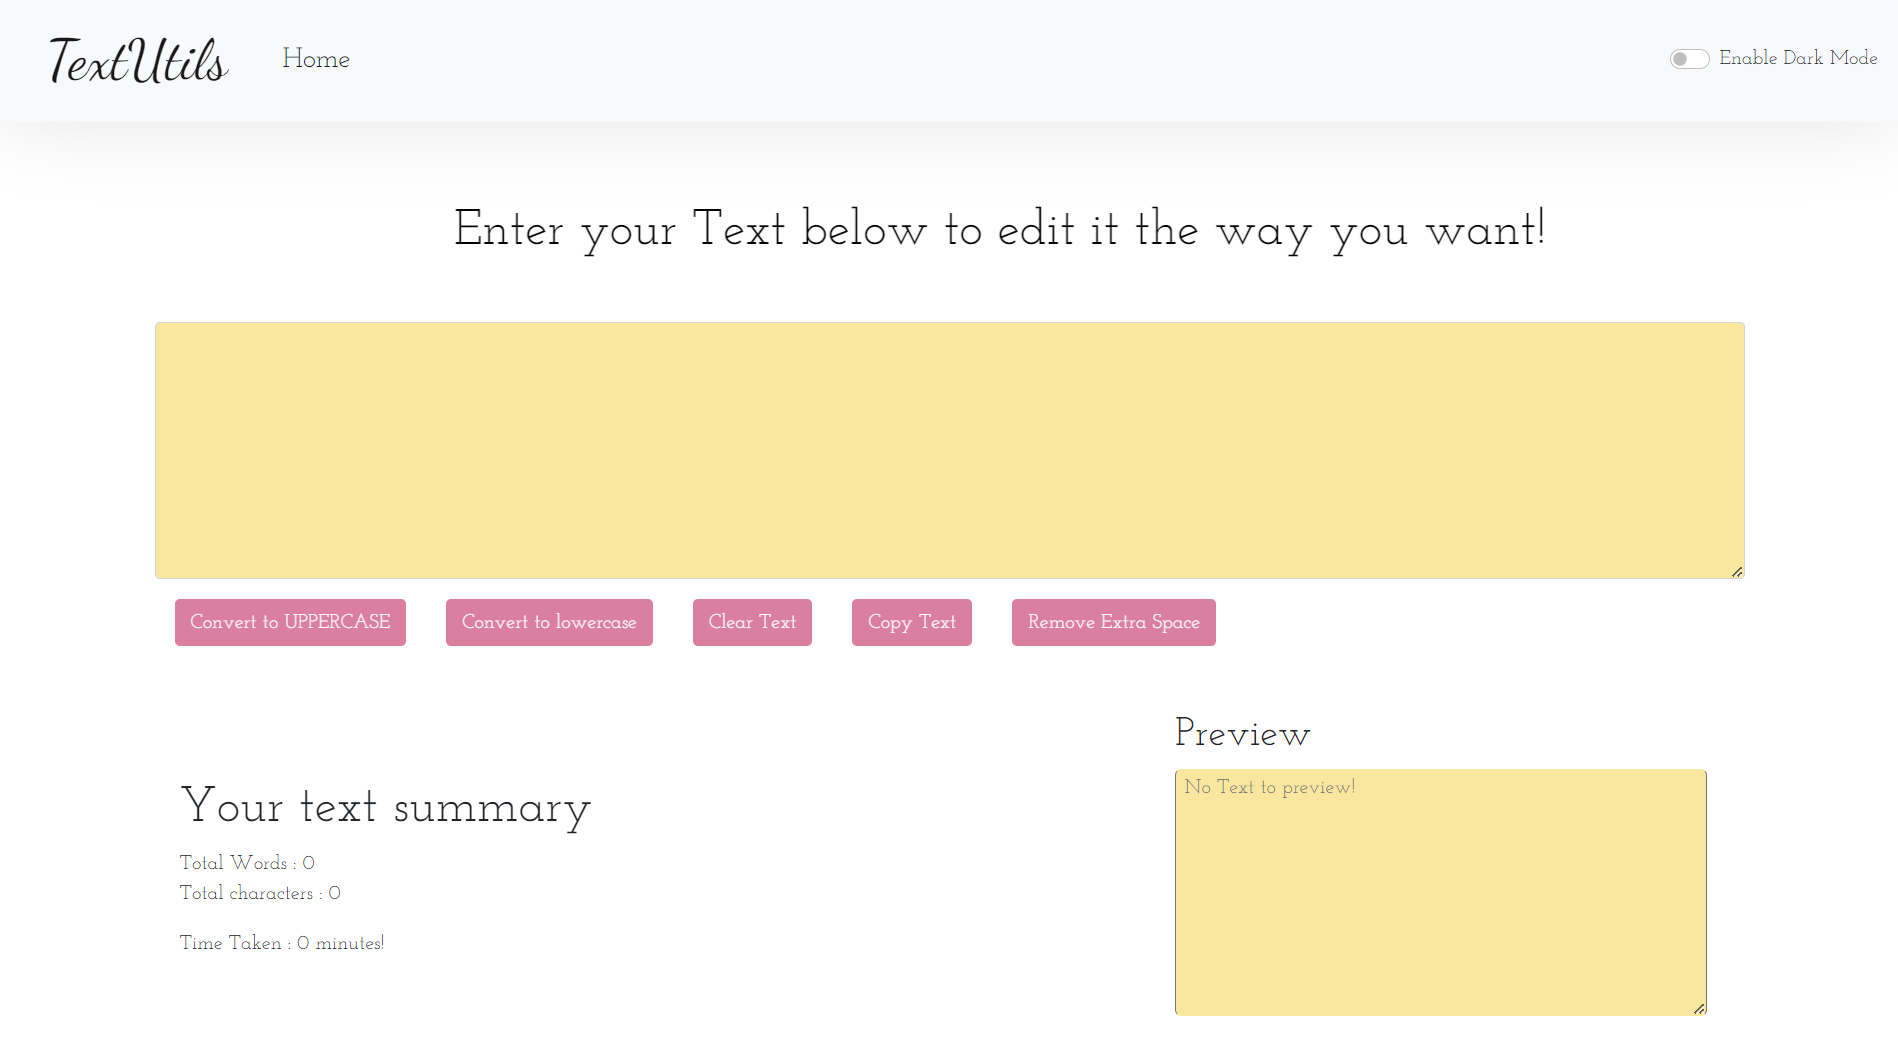 TextUtils Home Enable Dark Mode
Enter your Text below to edit it the way you want!
Convert to UPPERCASE Convert to lowercase Clear Text Copy Text Remove Extra Space
Preview
No Text to preview!
Your text summary
Total Words : 0
Total characters : 0
Time Taken : 0 minutes!